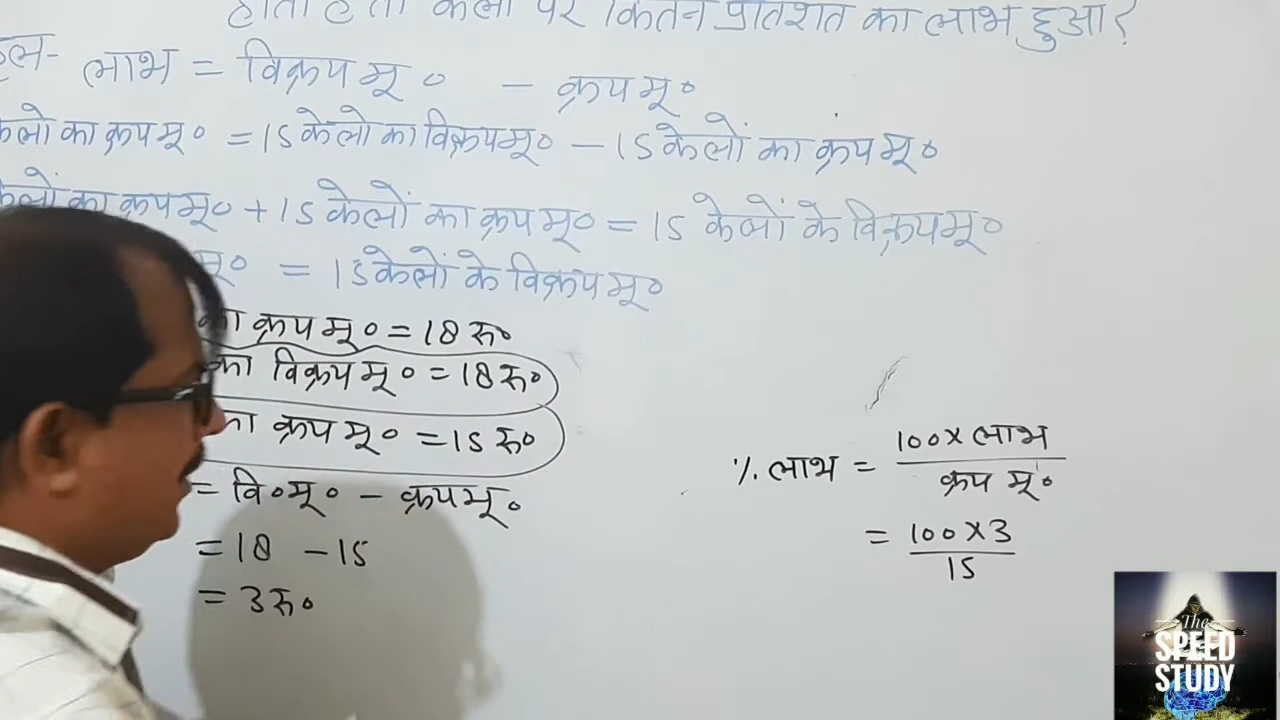 होता है तो केलों पर कितने प्रतिशत का लाभ हुआ?
हल- लाभ = विक्रय मू० - क्रय मू०
केलों का क्रय मू० = 15 केलों का विक्रय मू० - 15 केलों का क्रय मू०
केलों का क्रय मू० + 15 केलों का क्रय मू० = 15 केलों के विक्रय मू०
मू० = 15 केलों के विक्रय मू०
का क्रय मू० = 18 रु०
का विक्रय मू० = 18 रु०
का क्रय मू० = 15 रु०
= वि०मू० - क्रय मू०
= 18 - 15
= 3 रु०
% लाभ = 100 x लाभ
क्रय मू०
= 100 x 3
15
The
SPEED
STUDY